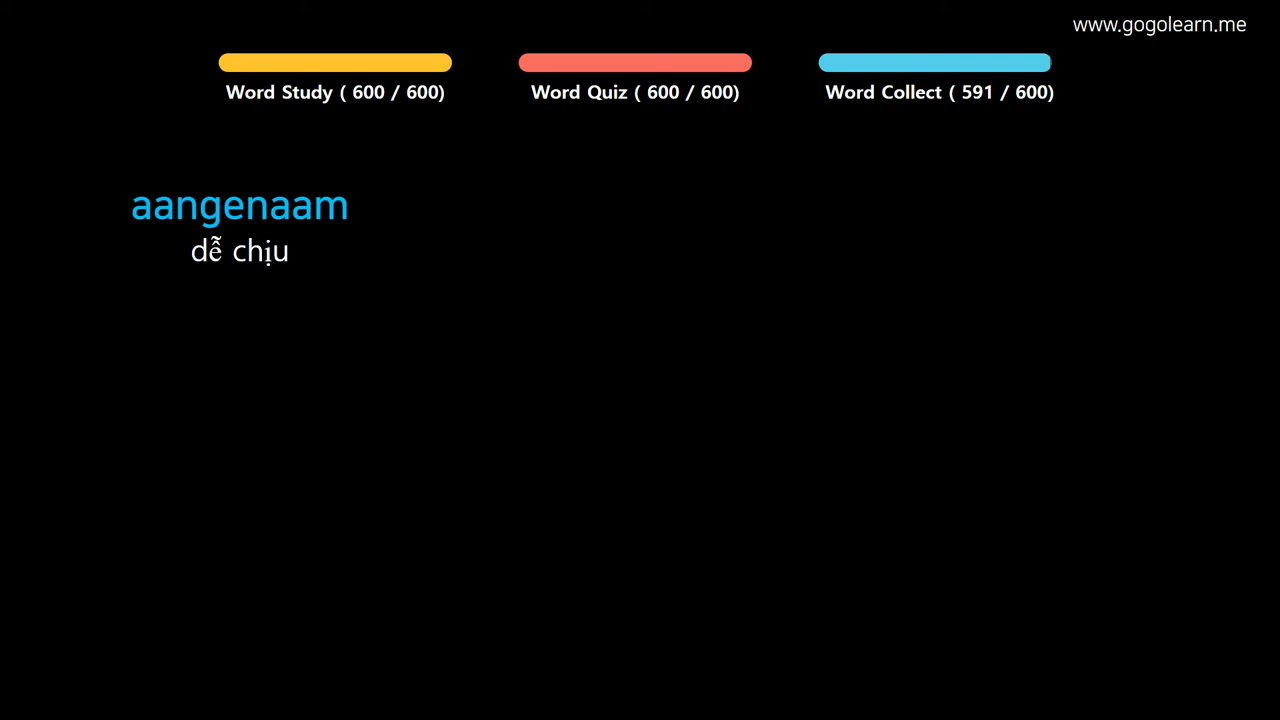 www.gogolearn.me
Word Study ( 600 / 600)
Word Quiz ( 600 / 600)
Word Collect ( 591 / 600)
aangenaam
dễ chịu